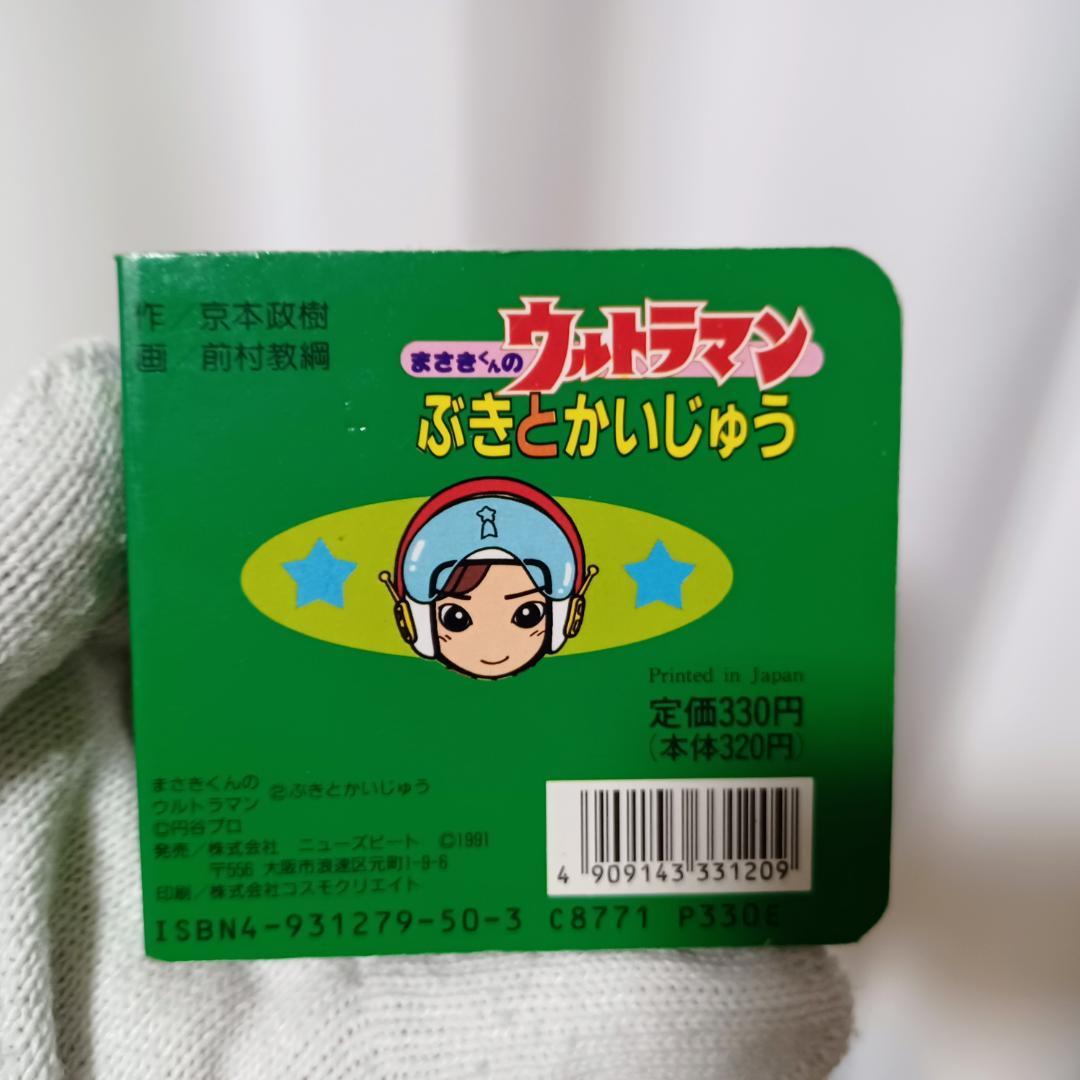 作／京本政樹
画／前村教綱
まさきくんのウルトラマン
ぶきとかいじゅう
Printed in Japan
定価330円
(本体320円)
まさきくんの
ウルトラマン ②ぶきとかいじゅう
©円谷プロ
発売／株式会社 ニューズビート ©1991
〒556 大阪市浪速区元町1-9-6
印刷／株式会社コスモクリエイト
4 909143 331209
ISBN4-931279-50-3 C8771 P330E